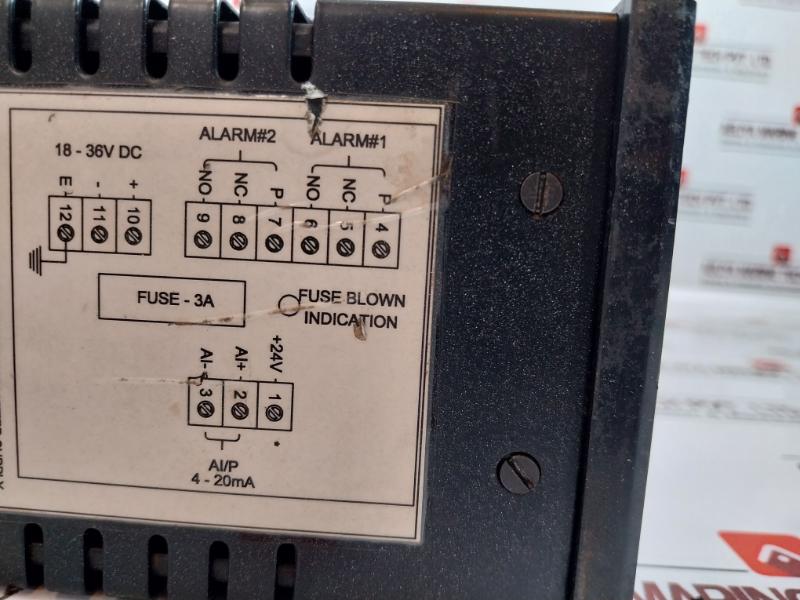 18 - 36V DC
ALARM#2
ALARM#1
E - +
NO NC P NO NC P
12 11 10
9 8 7 6 5 4
FUSE - 3A
FUSE BLOWN
INDICATION
AI- AI+ +24V
3 2 1
*
AI/P
4 - 20mA